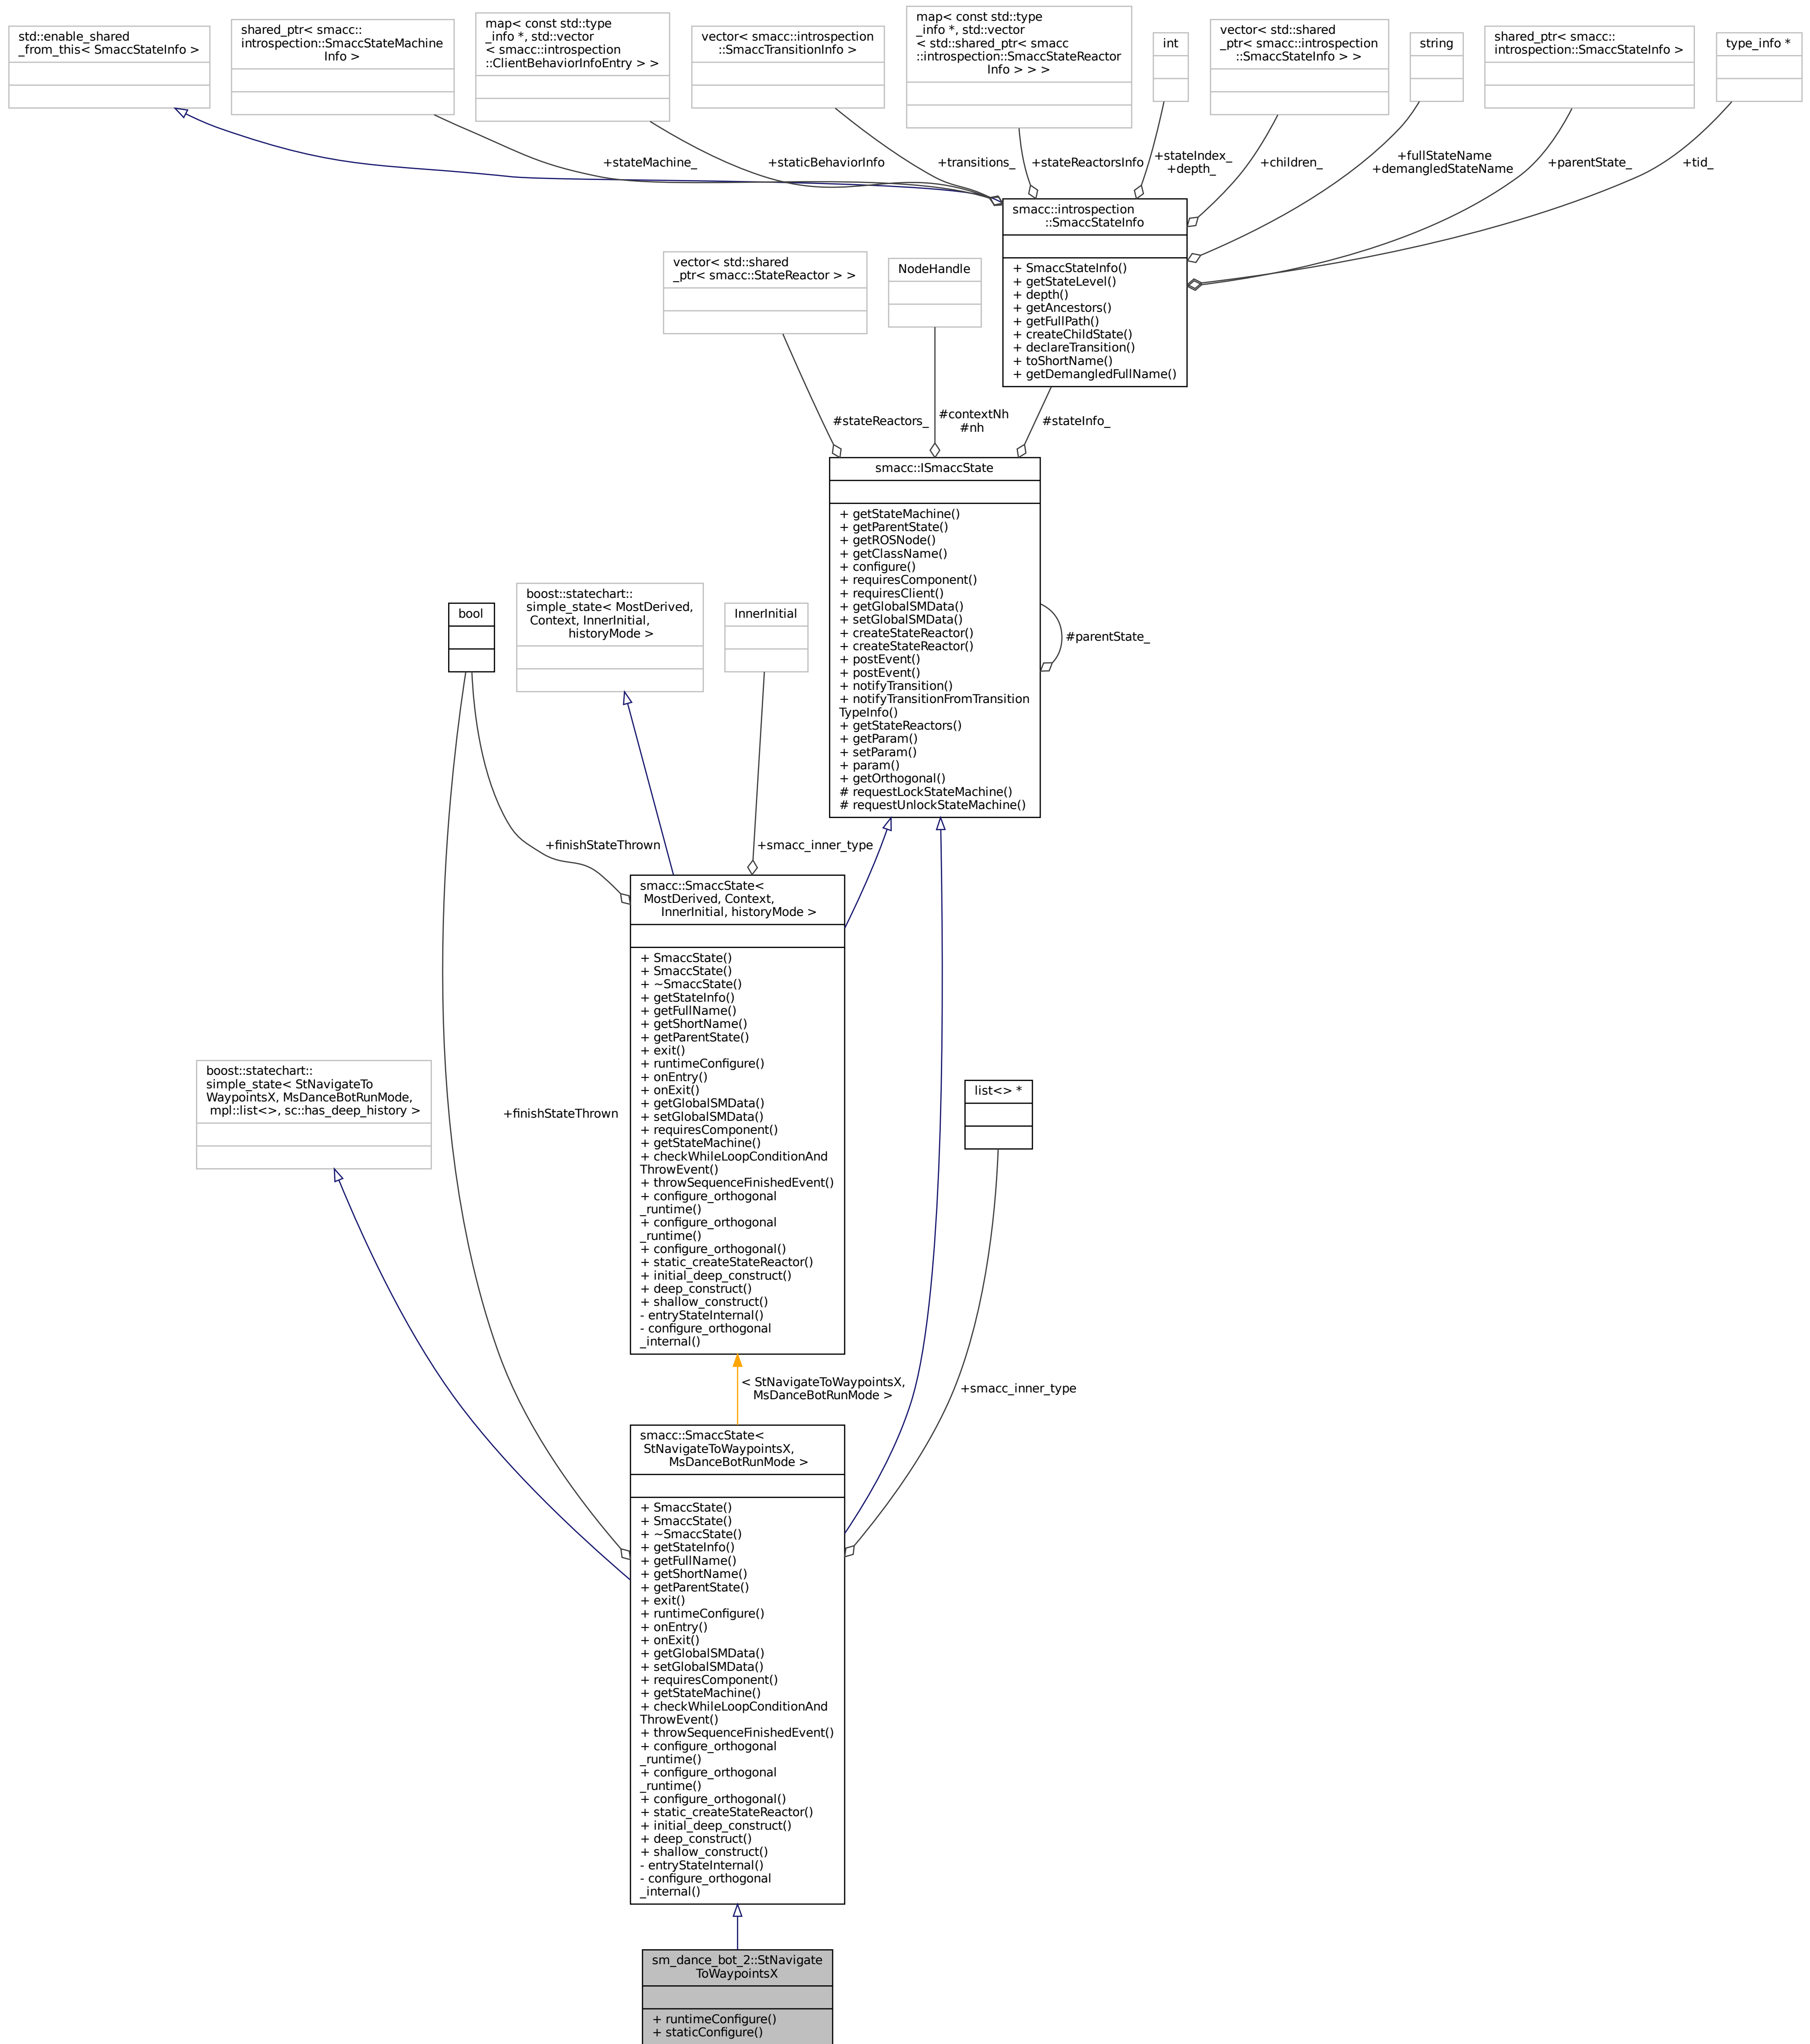 std::enable_shared
_from_this< SmaccStateInfo >
shared_ptr< smacc::
introspection::SmaccStateMachine
Info >
map< const std::type
_info *, std::vector
< smacc::introspection
::ClientBehaviorInfoEntry > >
vector< smacc::introspection
::SmaccTransitionInfo >
map< const std::type
_info *, std::vector
< std::shared_ptr< smacc
::introspection::SmaccStateReactor
Info > > >
int
vector< std::shared
_ptr< smacc::introspection
::SmaccStateInfo > >
string
shared_ptr< smacc::
introspection::SmaccStateInfo >
type_info *
+stateMachine_
+staticBehaviorInfo
+transitions_
+stateReactorsInfo
+stateIndex_
+depth_
+children_
+fullStateName
+demangledStateName
+parentState_
+tid_
smacc::introspection
::SmaccStateInfo
+ SmaccStateInfo()
+ getStateLevel()
+ depth()
+ getAncestors()
+ getFullPath()
+ createChildState()
+ declareTransition()
+ toShortName()
+ getDemangledFullName()
vector< std::shared
_ptr< smacc::StateReactor > >
NodeHandle
#stateReactors_
#contextNh
#nh
#stateInfo_
smacc::ISmaccState
+ getStateMachine()
+ getParentState()
+ getROSNode()
+ getClassName()
+ configure()
+ requiresComponent()
+ requiresClient()
+ getGlobalSMData()
+ setGlobalSMData()
+ createStateReactor()
+ createStateReactor()
+ postEvent()
+ postEvent()
+ notifyTransition()
+ notifyTransitionFromTransition
TypeInfo()
+ getStateReactors()
+ getParam()
+ setParam()
+ param()
+ getOrthogonal()
# requestLockStateMachine()
# requestUnlockStateMachine()
#parentState_
bool
boost::statechart::
simple_state< MostDerived,
Context, InnerInitial,
historyMode >
InnerInitial
+finishStateThrown
+smacc_inner_type
smacc::SmaccState<
MostDerived, Context,
InnerInitial, historyMode >
+ SmaccState()
+ SmaccState()
+ ~SmaccState()
+ getStateInfo()
+ getFullName()
+ getShortName()
+ getParentState()
+ exit()
+ runtimeConfigure()
+ onEntry()
+ onExit()
+ getGlobalSMData()
+ setGlobalSMData()
+ requiresComponent()
+ getStateMachine()
+ checkWhileLoopConditionAnd
ThrowEvent()
+ throwSequenceFinishedEvent()
+ configure_orthogonal
_runtime()
+ configure_orthogonal
_runtime()
+ configure_orthogonal()
+ static_createStateReactor()
+ initial_deep_construct()
+ deep_construct()
+ shallow_construct()
- entryStateInternal()
- configure_orthogonal
_internal()
boost::statechart::
simple_state< StNavigateTo
WaypointsX, MsDanceBotRunMode,
mpl::list<>, sc::has_deep_history >
+finishStateThrown
list<> *
< StNavigateToWaypointsX,
MsDanceBotRunMode >
+smacc_inner_type
smacc::SmaccState<
StNavigateToWaypointsX,
MsDanceBotRunMode >
+ SmaccState()
+ SmaccState()
+ ~SmaccState()
+ getStateInfo()
+ getFullName()
+ getShortName()
+ getParentState()
+ exit()
+ runtimeConfigure()
+ onEntry()
+ onExit()
+ getGlobalSMData()
+ setGlobalSMData()
+ requiresComponent()
+ getStateMachine()
+ checkWhileLoopConditionAnd
ThrowEvent()
+ throwSequenceFinishedEvent()
+ configure_orthogonal
_runtime()
+ configure_orthogonal
_runtime()
+ configure_orthogonal()
+ static_createStateReactor()
+ initial_deep_construct()
+ deep_construct()
+ shallow_construct()
- entryStateInternal()
- configure_orthogonal
_internal()
sm_dance_bot_2::StNavigate
ToWaypointsX
+ runtimeConfigure()
+ staticConfigure()